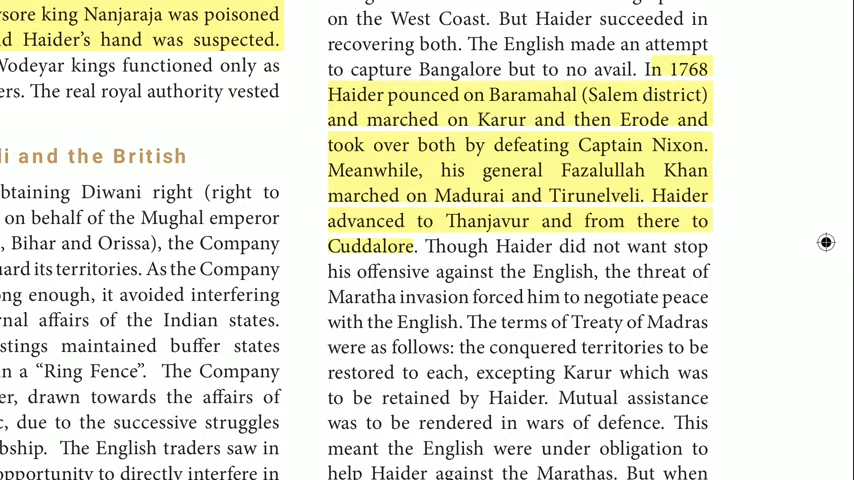 ysore king Nanjaraja was poisoned
d Haider's hand was suspected.
Wodeyar kings functioned only as
ers. The real royal authority vested
li and the British
btaining Diwani right (right to
on behalf of the Mughal emperor
, Bihar and Orissa), the Company
uard its territories. As the Company
ong enough, it avoided interfering
rnal affairs of the Indian states.
stings maintained buffer states
n a “Ring Fence”. The Company
er, drawn towards the affairs of
c, due to the successive struggles
bship. The English traders saw in
opportunity to directly interfere in
on the West Coast. But Haider succeeded in
recovering both. The English made an attempt
to capture Bangalore but to no avail. In 1768
Haider pounced on Baramahal (Salem district)
and marched on Karur and then Erode and
took over both by defeating Captain Nixon.
Meanwhile, his general Fazalullah Khan
marched on Madurai and Tirunelveli. Haider
advanced to Thanjavur and from there to
Cuddalore. Though Haider did not want stop
his offensive against the English, the threat of
Maratha invasion forced him to negotiate peace
with the English. The terms of Treaty of Madras
were as follows: the conquered territories to be
restored to each, excepting Karur which was
to be retained by Haider. Mutual assistance
was to be rendered in wars of defence. This
meant the English were under obligation to
help Haider against the Marathas. But when